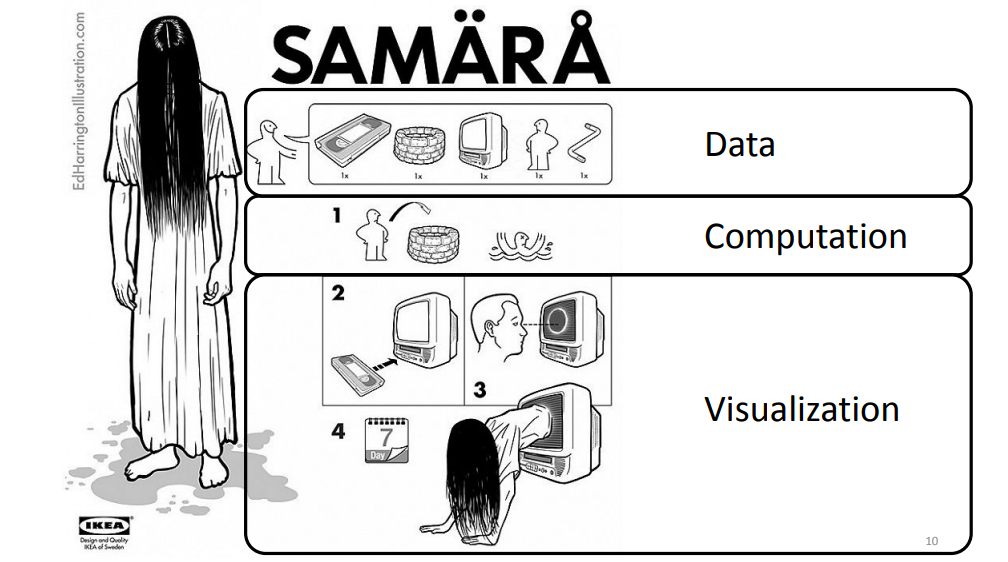 EdHarringtonIllustration.com
SAMÄRÅ
1x 1x 1x 1x 1x
Data
1
Computation
2
3
4
7
Day
Visualization
IKEA
Design and Quality
IKEA of Sweden
10